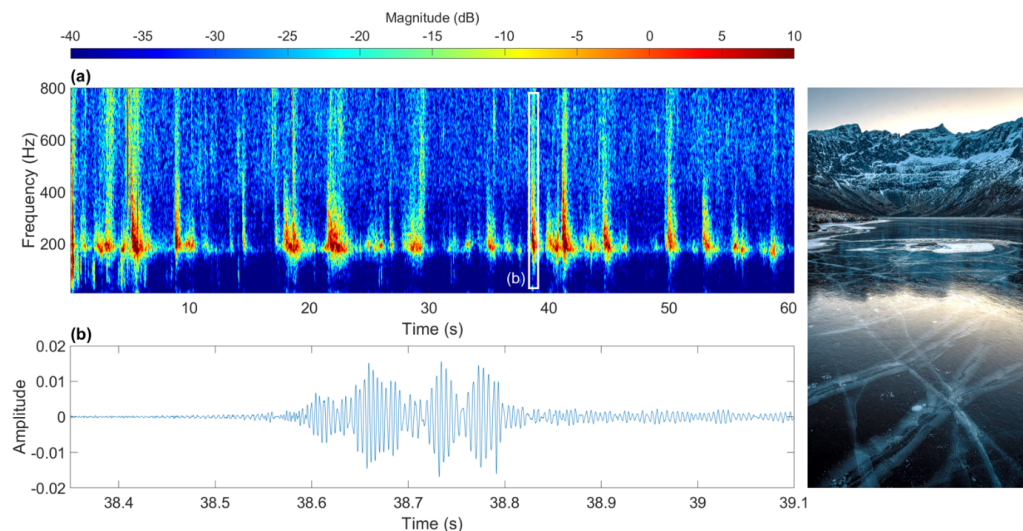 Magnitude (dB)
-40 -35 -30 -25 -20 -15 -10 -5 0 5 10
(a)
800
600
400
200
Frequency (Hz)
(b)
10 20 30 40 50 60
Time (s)
(b)
0.02
0.01
0
-0.01
-0.02
Amplitude
38.4 38.5 38.6 38.7 38.8 38.9 39 39.1
Time (s)